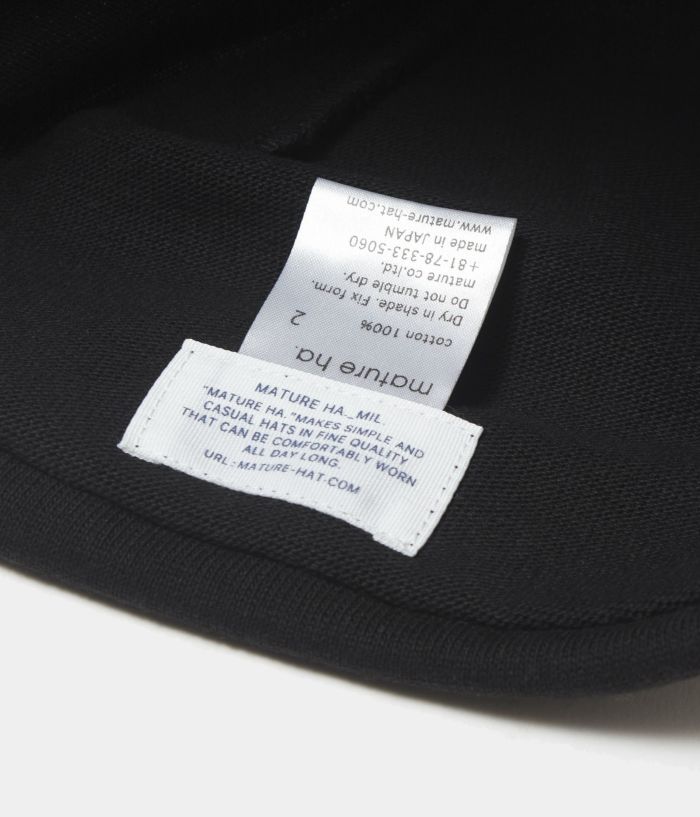 mature ha.
2
cotton 100%
Dry in shade. Fix form.
Do not tumble dry.
mature co.ltd.
+81-78-333-5060
made in JAPAN
www.mature-hat.com
MATURE HA._MIL.
"MATURE HA."MAKES SIMPLE AND
CASUAL HATS IN FINE QUALITY
THAT CAN BE COMFORTABLY WORN
ALL DAY LONG.
URL:MATURE-HAT.COM